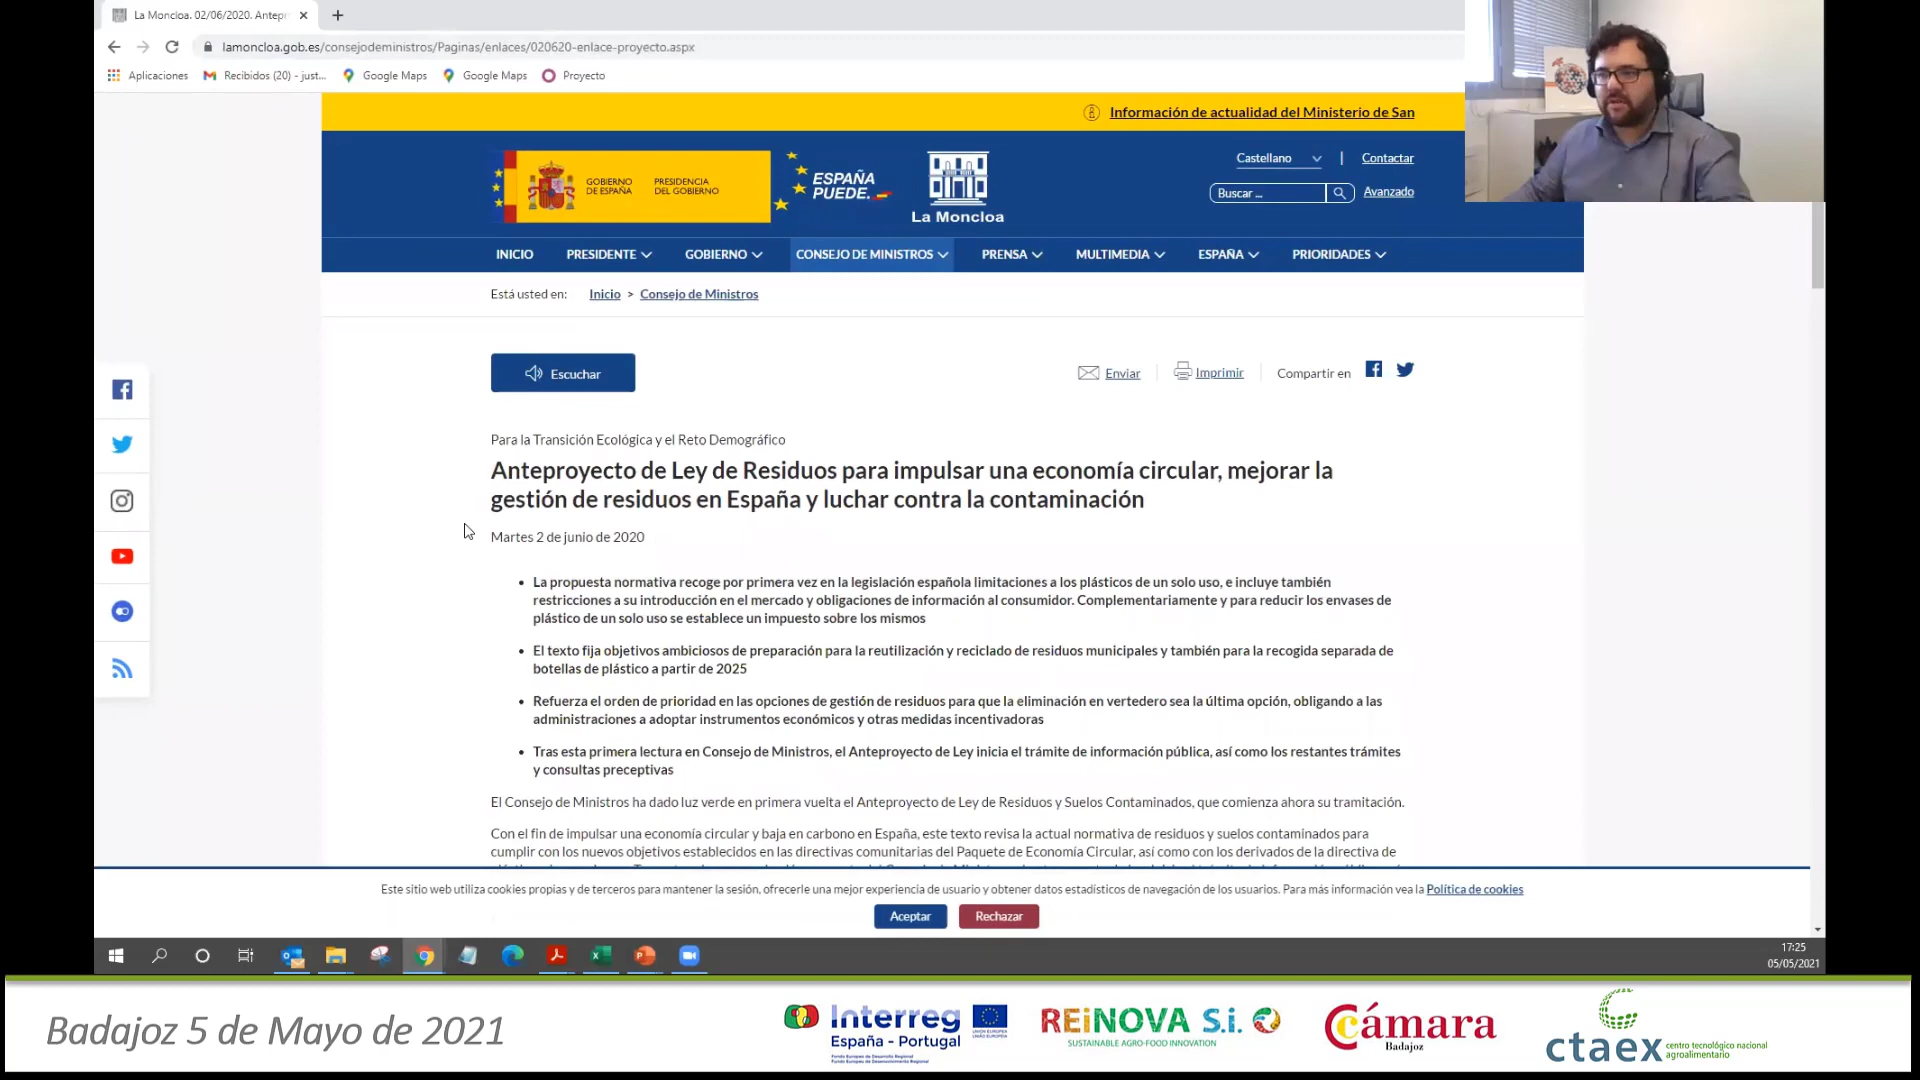 La Moncloa. 02/06/2020. Antepr
lamoncloa.gob.es/consejodeministros/Paginas/enlaces/020620-enlace-proyecto.aspx
Aplicaciones
Recibidos (20) - just...
Google Maps
Google Maps
Proyecto
Información de actualidad del Ministerio de San
GOBIERNO
DE ESPAÑA
PRESIDENCIA
DEL GOBIERNO
ESPAÑA
PUEDE.
La Moncloa
Castellano
Contactar
Buscar ...
Avanzado
INICIO
PRESIDENTE
GOBIERNO
CONSEJO DE MINISTROS
PRENSA
MULTIMEDIA
ESPAÑA
PRIORIDADES
Está usted en: Inicio > Consejo de Ministros
Escuchar
Enviar
Imprimir
Compartir en
Para la Transición Ecológica y el Reto Demográfico
Anteproyecto de Ley de Residuos para impulsar una economía circular, mejorar la
gestión de residuos en España y luchar contra la contaminación
Martes 2 de junio de 2020
• La propuesta normativa recoge por primera vez en la legislación española limitaciones a los plásticos de un solo uso, e incluye también
restricciones a su introducción en el mercado y obligaciones de información al consumidor. Complementariamente y para reducir los envases de
plástico de un solo uso se establece un impuesto sobre los mismos
• El texto fija objetivos ambiciosos de preparación para la reutilización y reciclado de residuos municipales y también para la recogida separada de
botellas de plástico a partir de 2025
• Refuerza el orden de prioridad en las opciones de gestión de residuos para que la eliminación en vertedero sea la última opción, obligando a las
administraciones a adoptar instrumentos económicos y otras medidas incentivadoras
• Tras esta primera lectura en Consejo de Ministros, el Anteproyecto de Ley inicia el trámite de información pública, así como los restantes trámites
y consultas preceptivas
El Consejo de Ministros ha dado luz verde en primera vuelta el Anteproyecto de Ley de Residuos y Suelos Contaminados, que comienza ahora su tramitación.
Con el fin de impulsar una economía circular y baja en carbono en España, este texto revisa la actual normativa de residuos y suelos contaminados para
cumplir con los nuevos objetivos establecidos en las directivas comunitarias del Paquete de Economía Circular, así como con los derivados de la directiva de
Este sitio web utiliza cookies propias y de terceros para mantener la sesión, ofrecerle una mejor experiencia de usuario y obtener datos estadísticos de navegación de los usuarios. Para más información vea la Política de cookies
Aceptar
Rechazar
17:25
05/05/2021
Badajoz 5 de Mayo de 2021
Interreg
España - Portugal
Fondo Europeo de Desarrollo Regional
Fundo Europeu de Desenvolvimento Regional
REiNOVA S.i.
SUSTAINABLE AGRO-FOOD INNOVATION
Cámara
Badajoz
ctaex
centro tecnológico nacional
agroalimentario